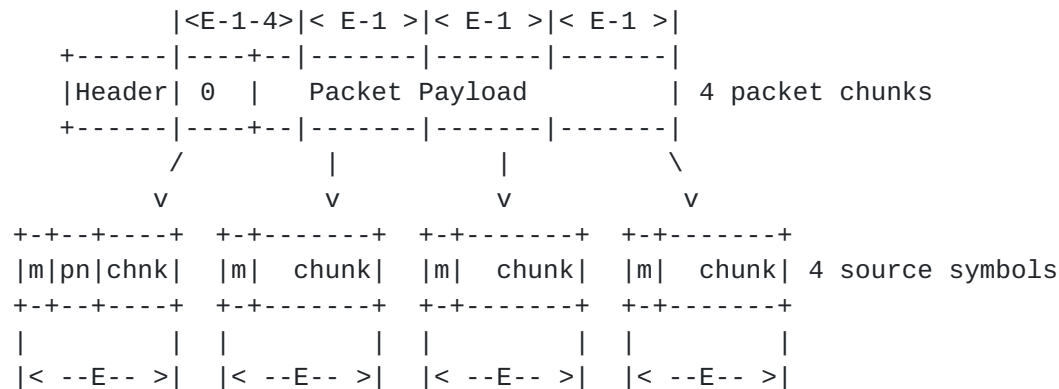 |<E-1-4>|< E-1 >|< E-1 >|< E-1 >|
+------|----+--|-------|-------|-------|
|Header| 0 |   Packet Payload         | 4 packet chunks
+------|----+--|-------|-------|-------|
/         |          |          \
v          v          v           v
+-+--+----+  +-+-------+  +-+-------+  +-+-------+
|m|pn|chnk|  |m|  chunk|  |m|  chunk|  |m|  chunk| 4 source symbols
+-+--+----+  +-+-------+  +-+-------+  +-+-------+
|         |  |         |  |         |  |         |
|< --E-- >|  |< --E-- >|  |< --E-- >|  |< --E-- >|